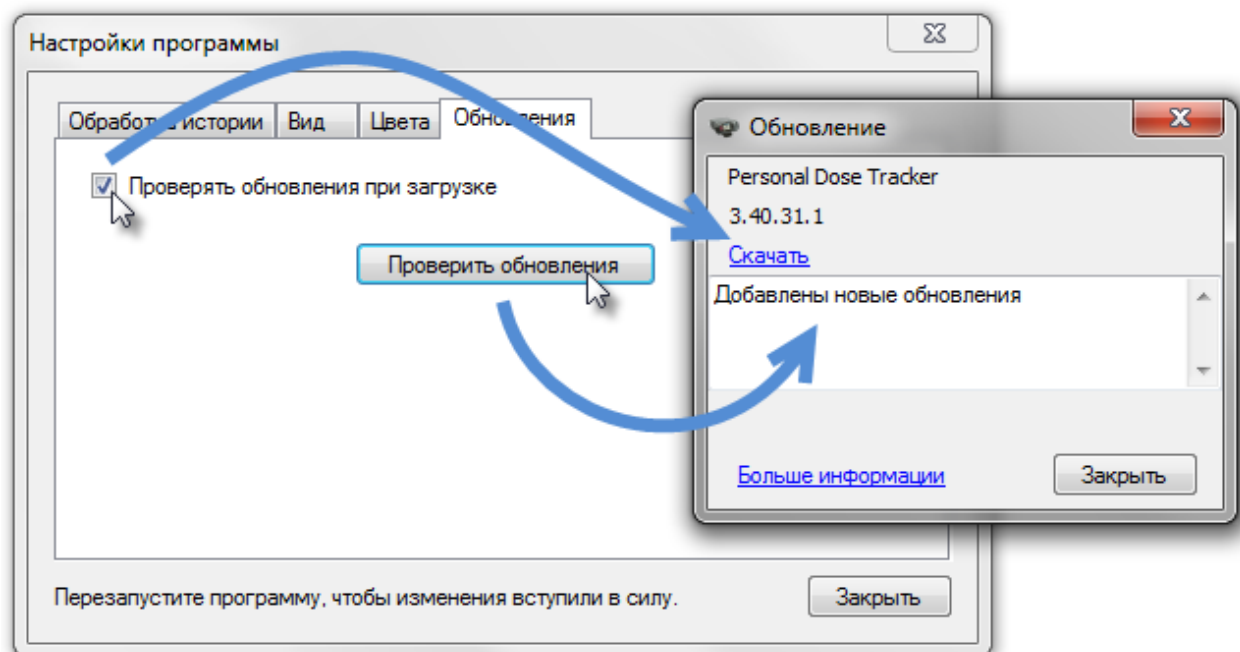 Настройки программы
Обработка истории
Вид
Цвета
Обновления
Проверять обновления при загрузке
Проверить обновления
Перезапустите программу, чтобы изменения вступили в силу.
Закрыть
Обновление
Personal Dose Tracker
3.40.31.1
Скачать
Добавлены новые обновления
Больше информации
Закрыть